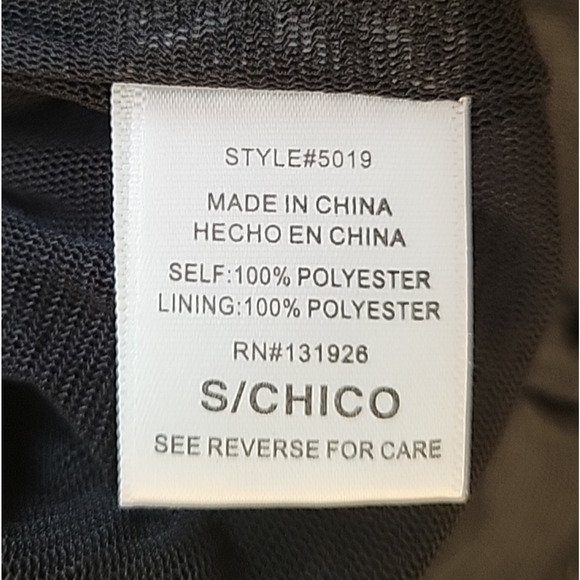 STYLE#5019
MADE IN CHINA
HECHO EN CHINA
SELF:100% POLYESTER
LINING:100% POLYESTER
RN#131926
S/CHICO
SEE REVERSE FOR CARE